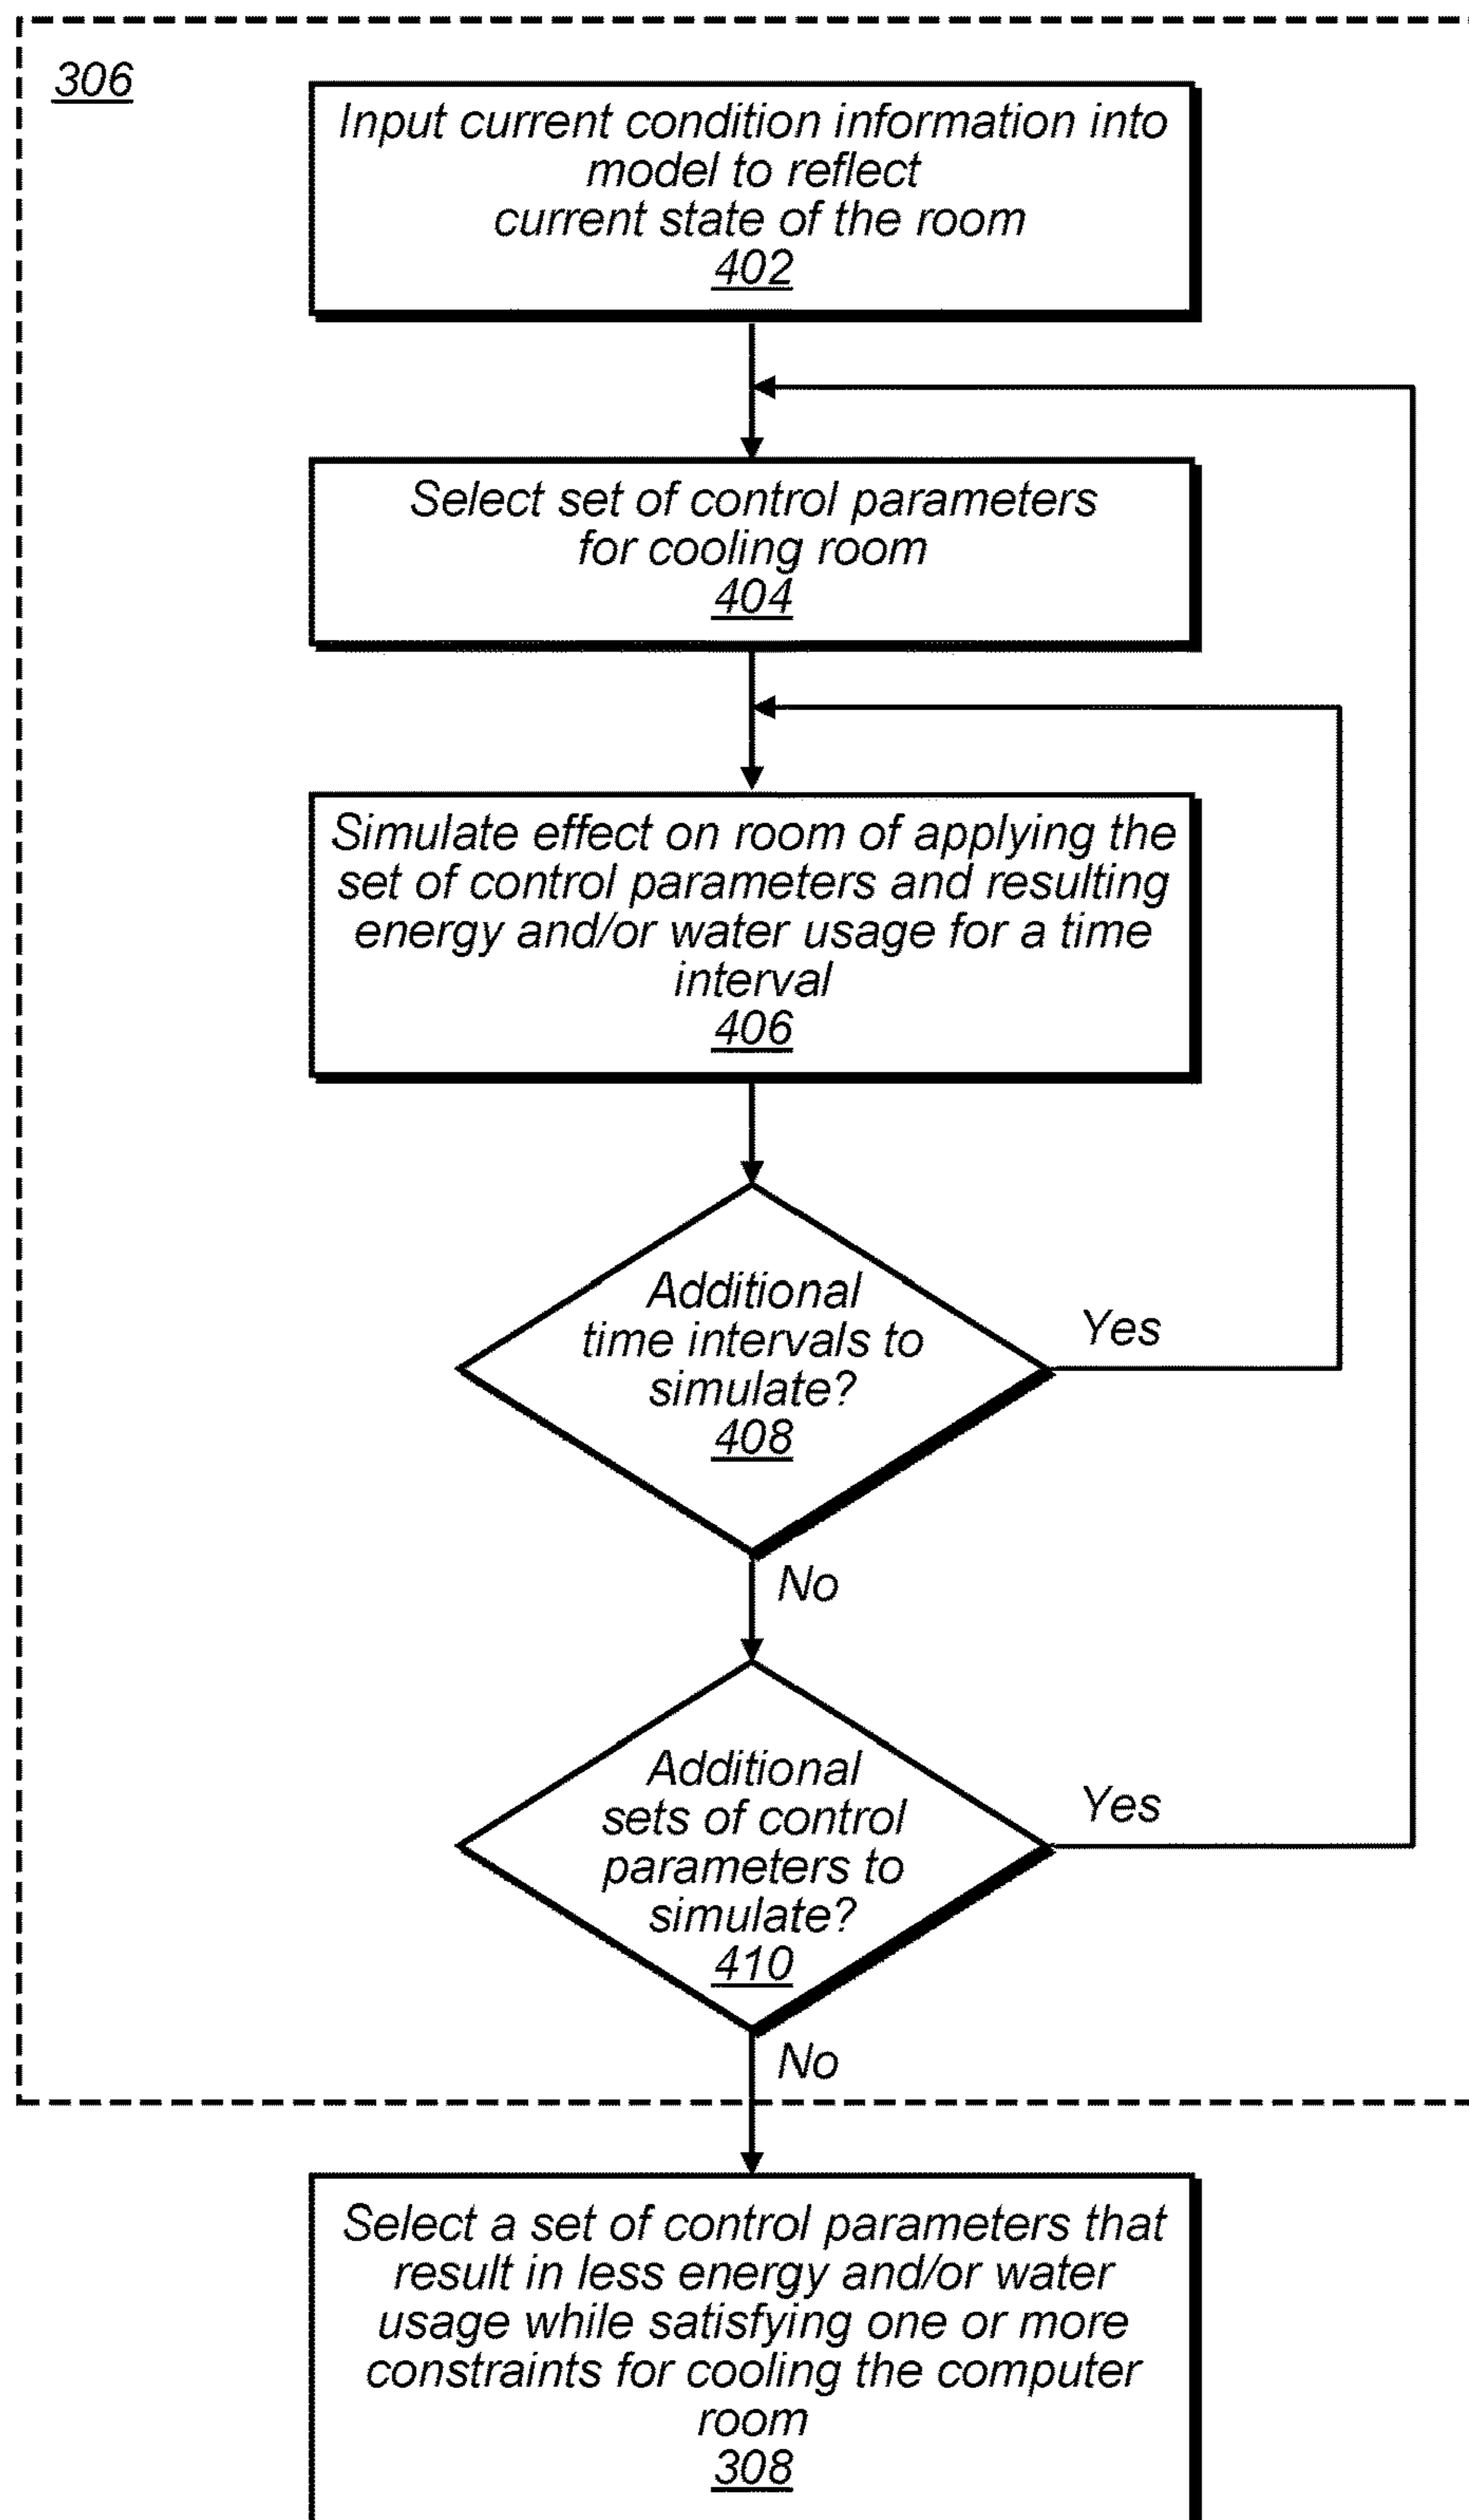 306
Input current condition information into
model to reflect
current state of the room
402
Select set of control parameters
for cooling room
404
Simulate effect on room of applying the
set of control parameters and resulting
energy and/or water usage for a time
interval
406
Additional
time intervals to
simulate?
408
Yes
No
Additional
sets of control
parameters to
simulate?
410
Yes
No
Select a set of control parameters that
result in less energy and/or water
usage while satisfying one or more
constraints for cooling the computer
room
308